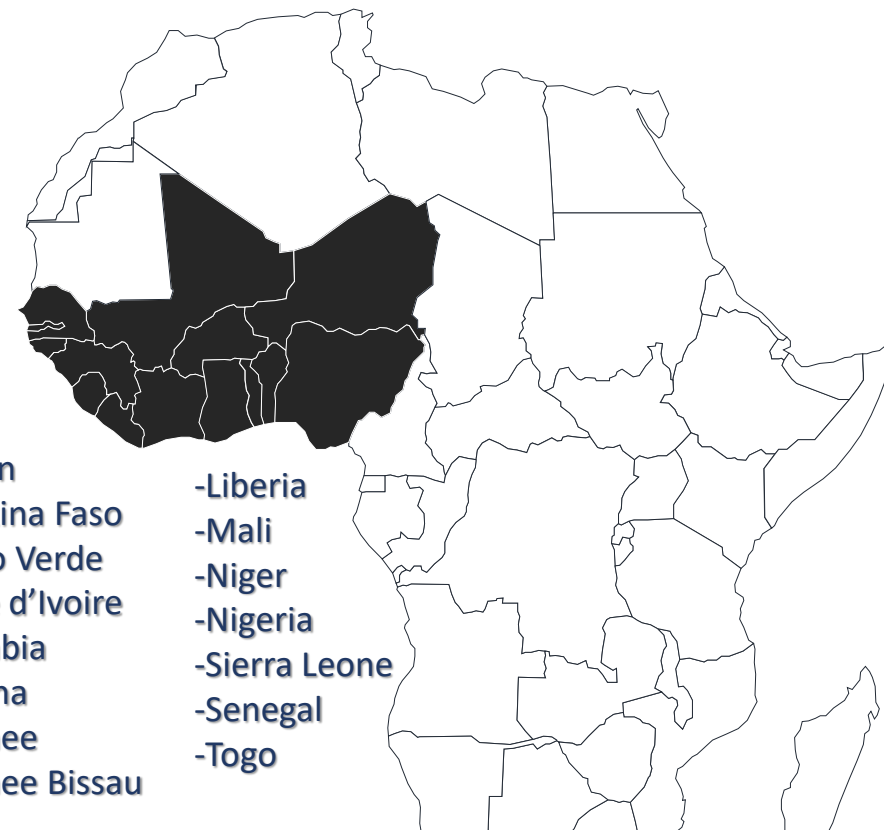 n
ina Faso
o Verde
d’Ivoire
bia
na
ee
ee Bissau
-Liberia
-Mali
-Niger
-Nigeria
-Sierra Leone
-Senegal
-Togo